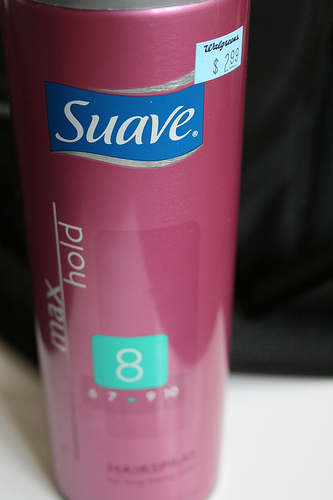 Walgreens
$ 2.99
Suave®
max
hold
8
6 7 - 9 10
HAIRSPRAY